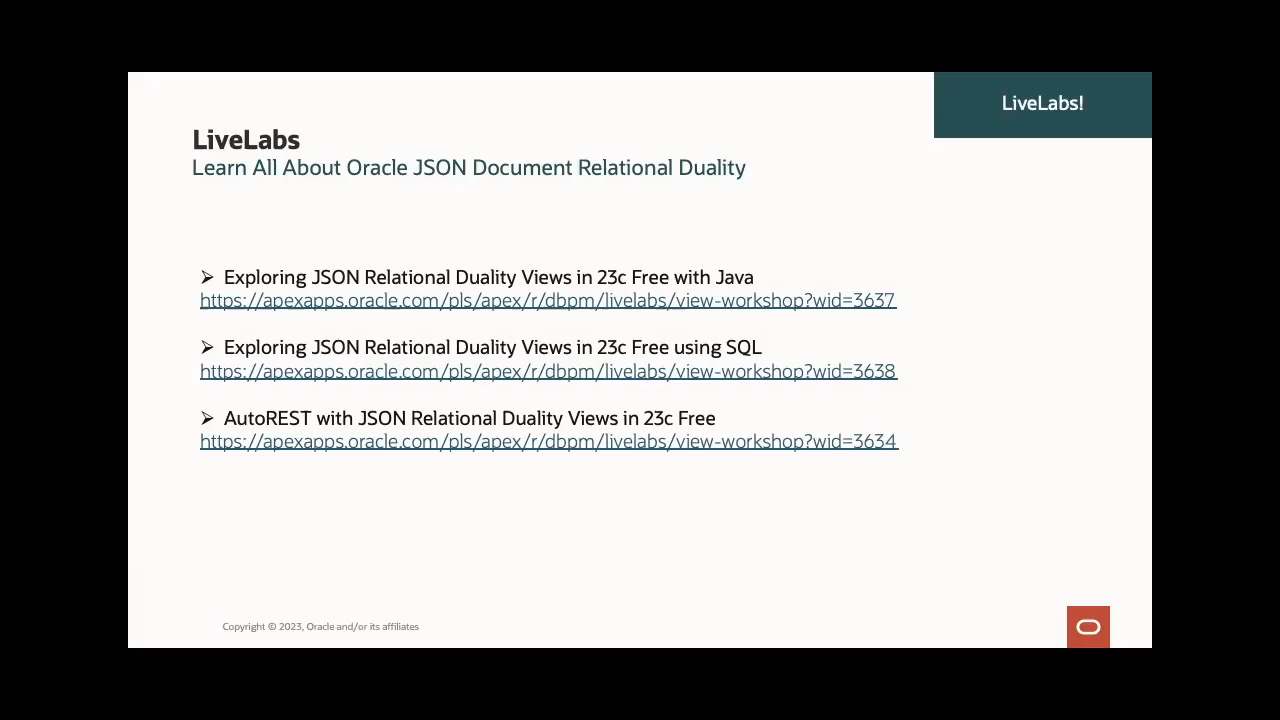 LiveLabs!
LiveLabs
Learn All About Oracle JSON Document Relational Duality
➢ Exploring JSON Relational Duality Views in 23c Free with Java
https://apexapps.oracle.com/pls/apex/r/dbpm/livelabs/view-workshop?wid=3637
➢ Exploring JSON Relational Duality Views in 23c Free using SQL
https://apexapps.oracle.com/pls/apex/r/dbpm/livelabs/view-workshop?wid=3638
➢ AutoREST with JSON Relational Duality Views in 23c Free
https://apexapps.oracle.com/pls/apex/r/dbpm/livelabs/view-workshop?wid=3634
Copyright © 2023, Oracle and/or its affiliates